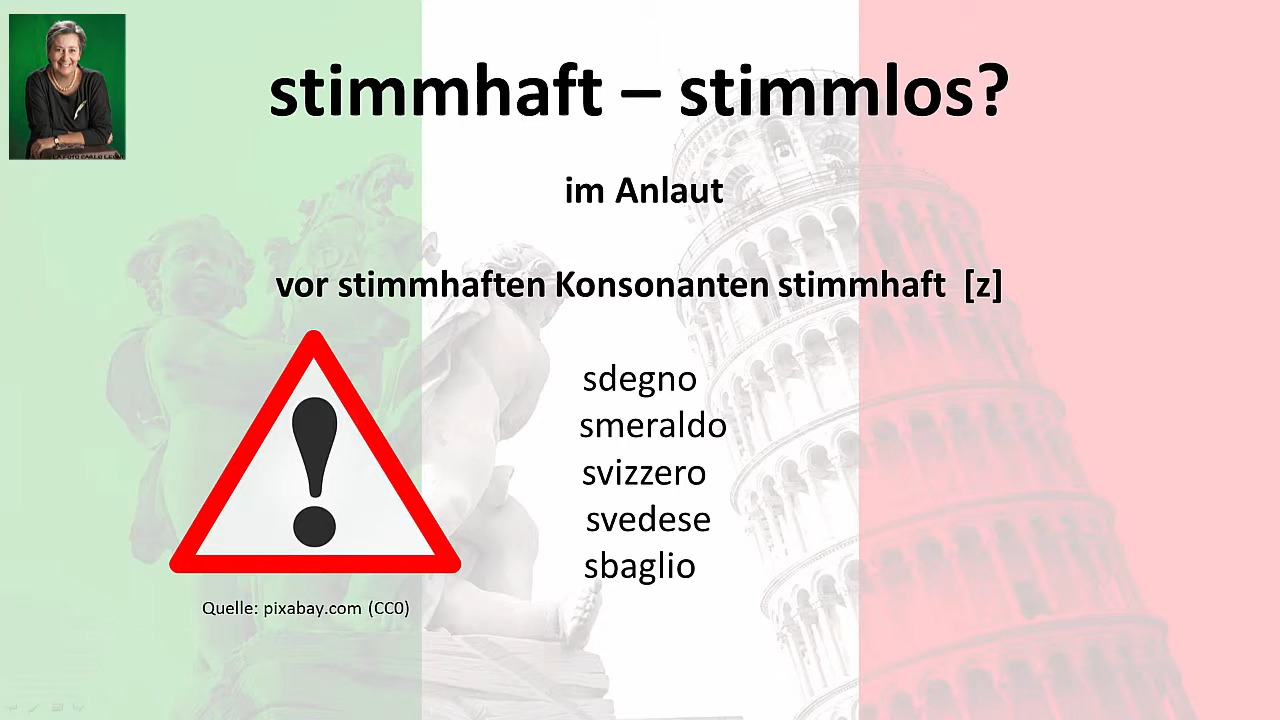 stimmhaft – stimmlos?
im Anlaut
vor stimmhaften Konsonanten stimmhaft [z]
sdegno
smeraldo
svizzero
svedese
sbaglio
Quelle: pixabay.com (CC0)